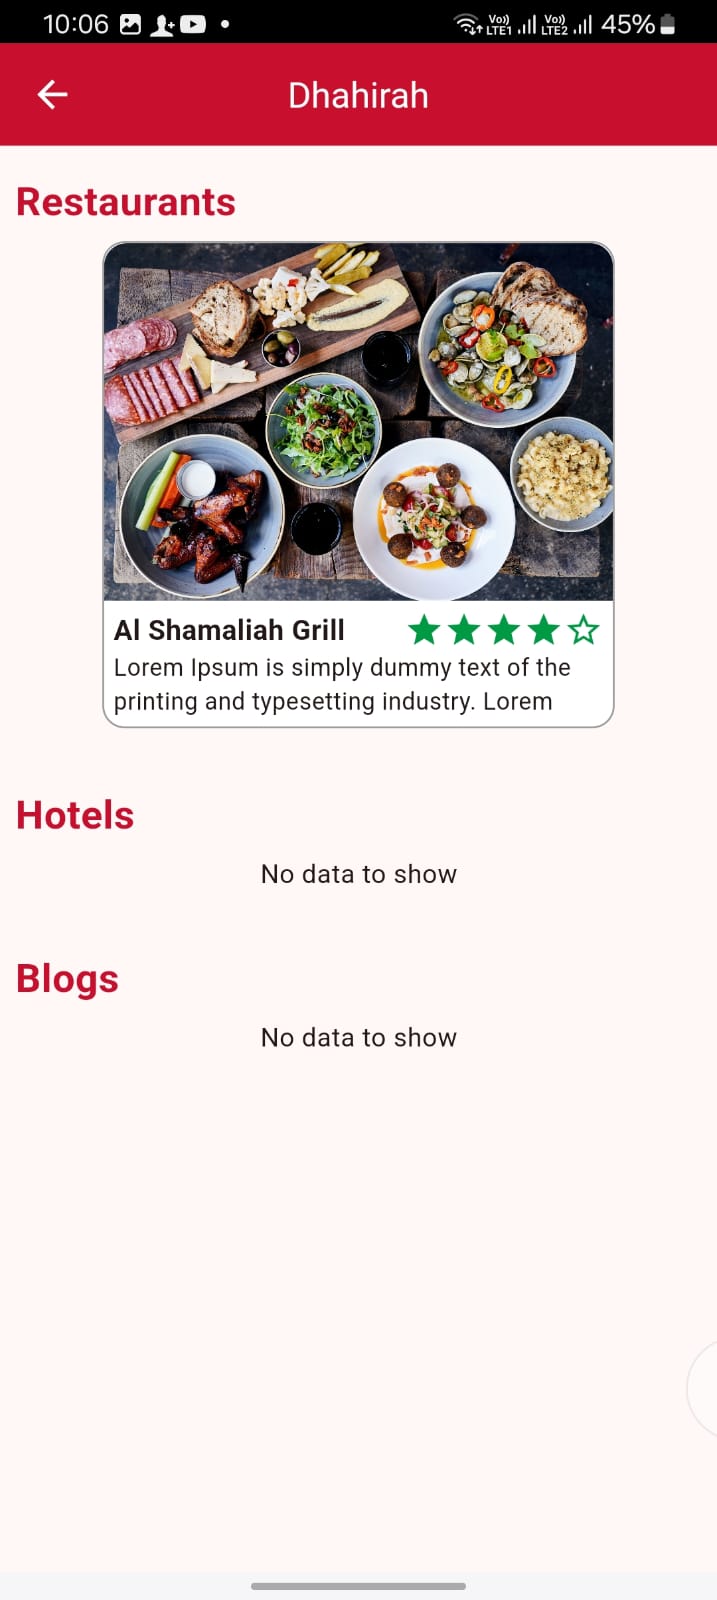 10:06
Vo)) LTE1 Vo)) LTE2 45%
Dhahirah
Restaurants
Al Shamaliah Grill
Lorem Ipsum is simply dummy text of the
printing and typesetting industry. Lorem
Hotels
No data to show
Blogs
No data to show